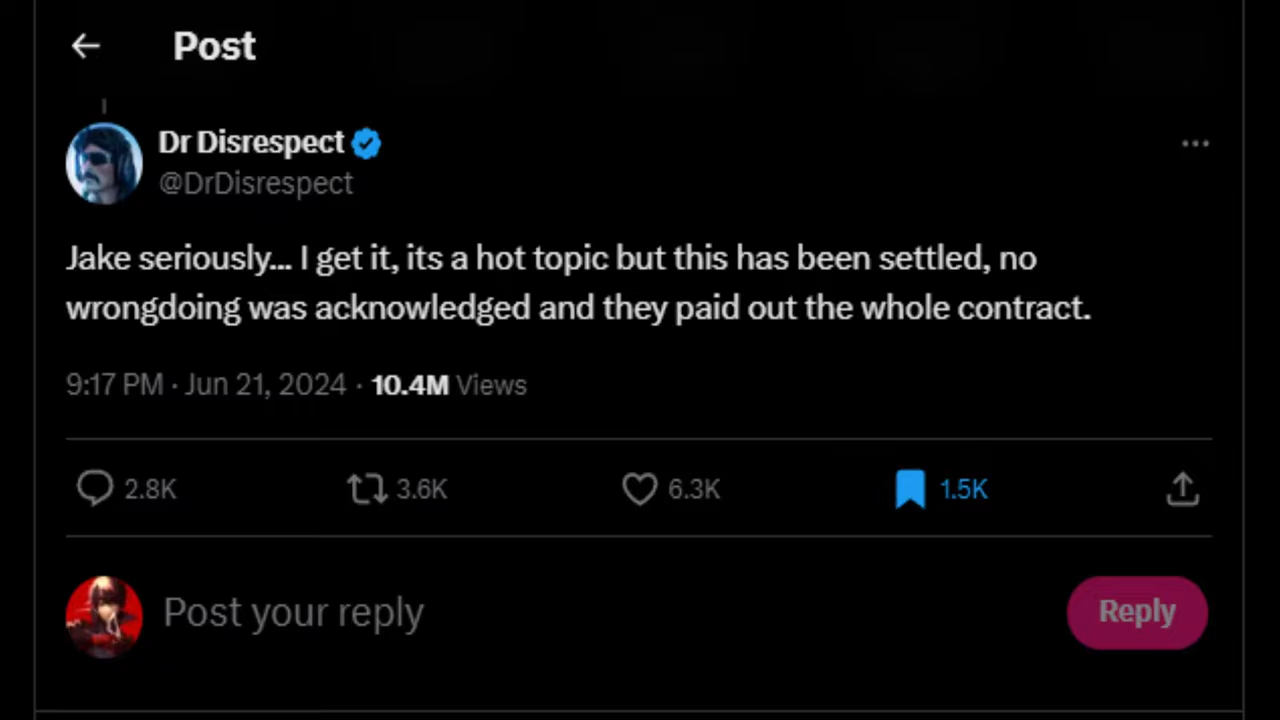 Post
Dr Disrespect
@DrDisrespect
Jake seriously... I get it, its a hot topic but this has been settled, no
wrongdoing was acknowledged and they paid out the whole contract.
9:17 PM · Jun 21, 2024 · 10.4M Views
2.8K 3.6K 6.3K 1.5K
Post your reply
Reply